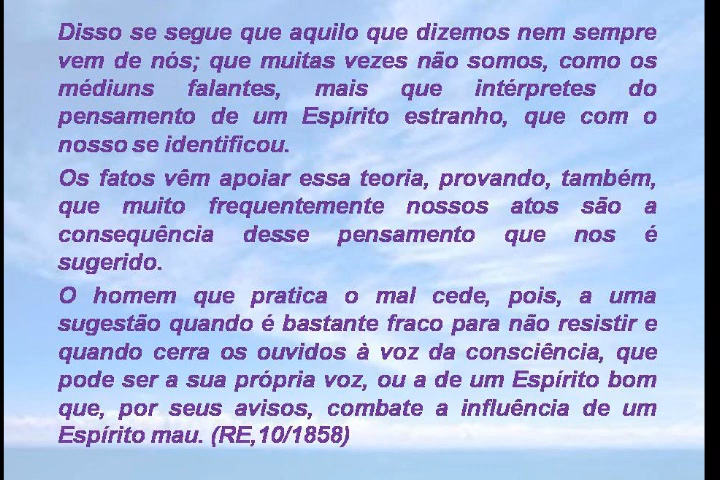 Disso se segue que aquilo que dizemos nem sempre
vem de nós; que muitas vezes não somos, como os
médiuns falantes, mais que intérpretes do
pensamento de um Espírito estranho, que com o
nosso se identificou.
Os fatos vêm apoiar essa teoria, provando, também,
que muito frequentemente nossos atos são a
consequência desse pensamento que nos é
sugerido.
O homem que pratica o mal cede, pois, a uma
sugestão quando é bastante fraco para não resistir e
quando cerra os ouvidos à voz da consciência, que
pode ser a sua própria voz, ou a de um Espírito bom
que, por seus avisos, combate a influência de um
Espírito mau. (RE,10/1858)